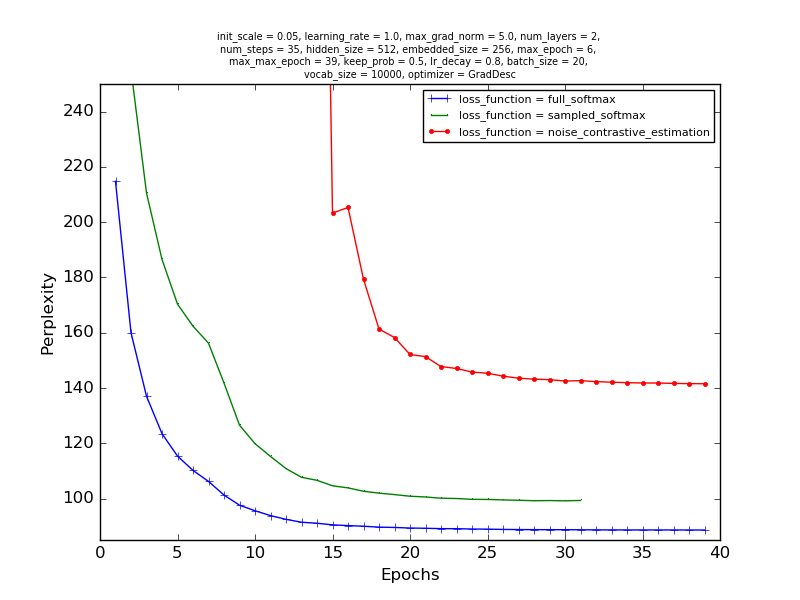 init_scale = 0.05, learning_rate = 1.0, max_grad_norm = 5.0, num_layers = 2,
num_steps = 35, hidden_size = 512, embedded_size = 256, max_epoch = 6,
max_max_epoch = 39, keep_prob = 0.5, lr_decay = 0.8, batch_size = 20,
vocab_size = 10000, optimizer = GradDesc
loss_function = full_softmax
loss_function = sampled_softmax
loss_function = noise_contrastive_estimation
Perplexity
240
220
200
180
160
140
120
100
0 5 10 15 20 25 30 35 40
Epochs